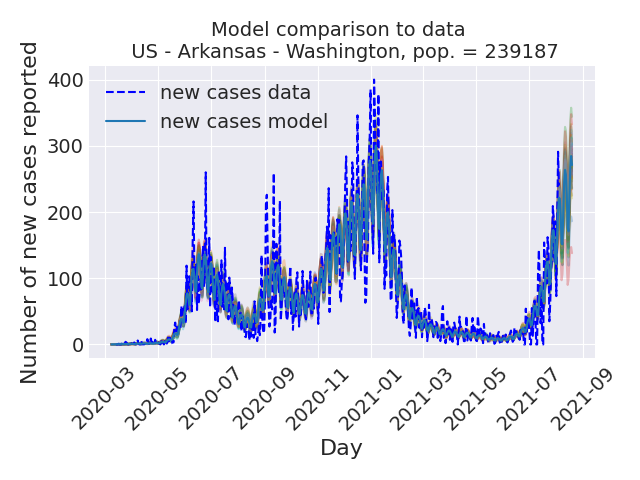 Model comparison to data
US - Arkansas - Washington, pop. = 239187
Number of new cases reported
400
300
200
100
0
new cases data
new cases model
2020-03
2020-05
2020-07
2020-09
2020-11
2021-01
2021-03
2021-05
2021-07
2021-09
Day